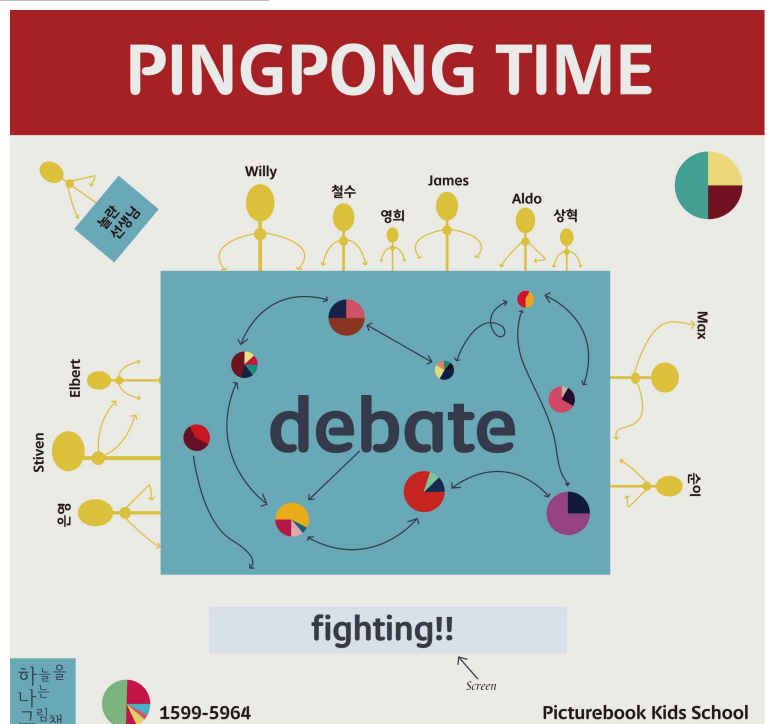 PINGPONG TIME
놀란
선생님
Willy
철수
영희
James
Aldo
상혁
Max
Elbert
Stiven
은영
순이
debate
fighting!!
Screen
하늘을
나는
그림책
1599-5964
Picturebook Kids School